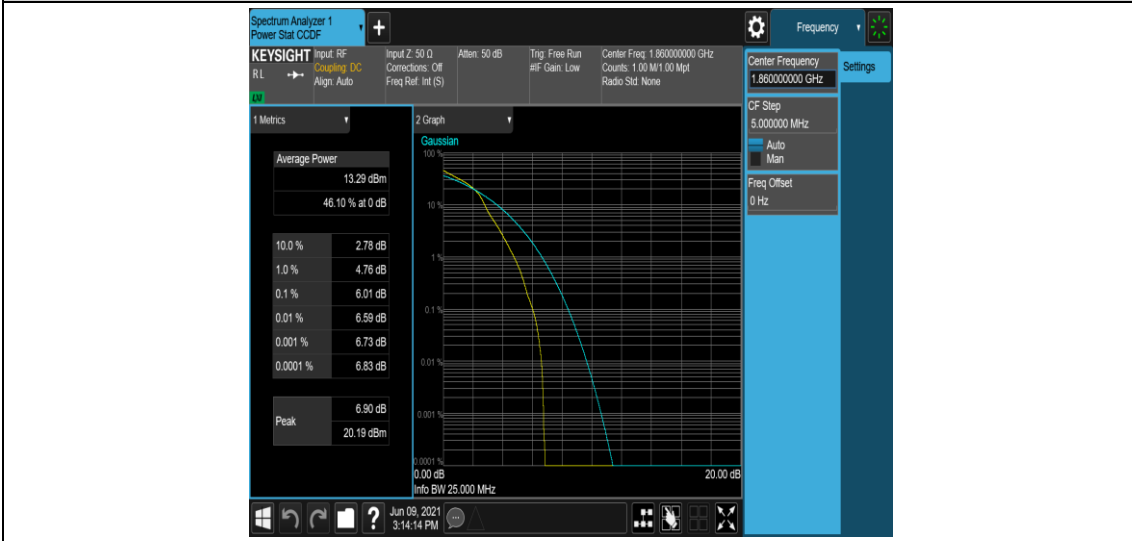 Spectrum Analyzer 1
Power Stat CCDF
+
Frequency
KEYSIGHT
Input: RF
Coupling: DC
Align: Auto
RL
LXI
Input Z: 50 Ω
Corrections: Off
Freq Ref: Int (S)
Atten: 50 dB
Trig: Free Run
#IF Gain: Low
Center Freq: 1.860000000 GHz
Counts: 1.00 M/1.00 Mpt
Radio Std: None
Center Frequency
1.860000000 GHz
Settings
CF Step
5.000000 MHz
Auto
Man
Freq Offset
0 Hz
1 Metrics
Average Power
13.29 dBm
46.10 % at 0 dB
10.0 % 2.78 dB
1.0 % 4.76 dB
0.1 % 6.01 dB
0.01 % 6.59 dB
0.001 % 6.73 dB
0.0001 % 6.83 dB
Peak
6.90 dB
20.19 dBm
2 Graph
Gaussian
100 %
10 %
1 %
0.1 %
0.01 %
0.001 %
0.0001 %
0.00 dB
20.00 dB
Info BW 25.000 MHz
?
Jun 09, 2021
3:14:14 PM